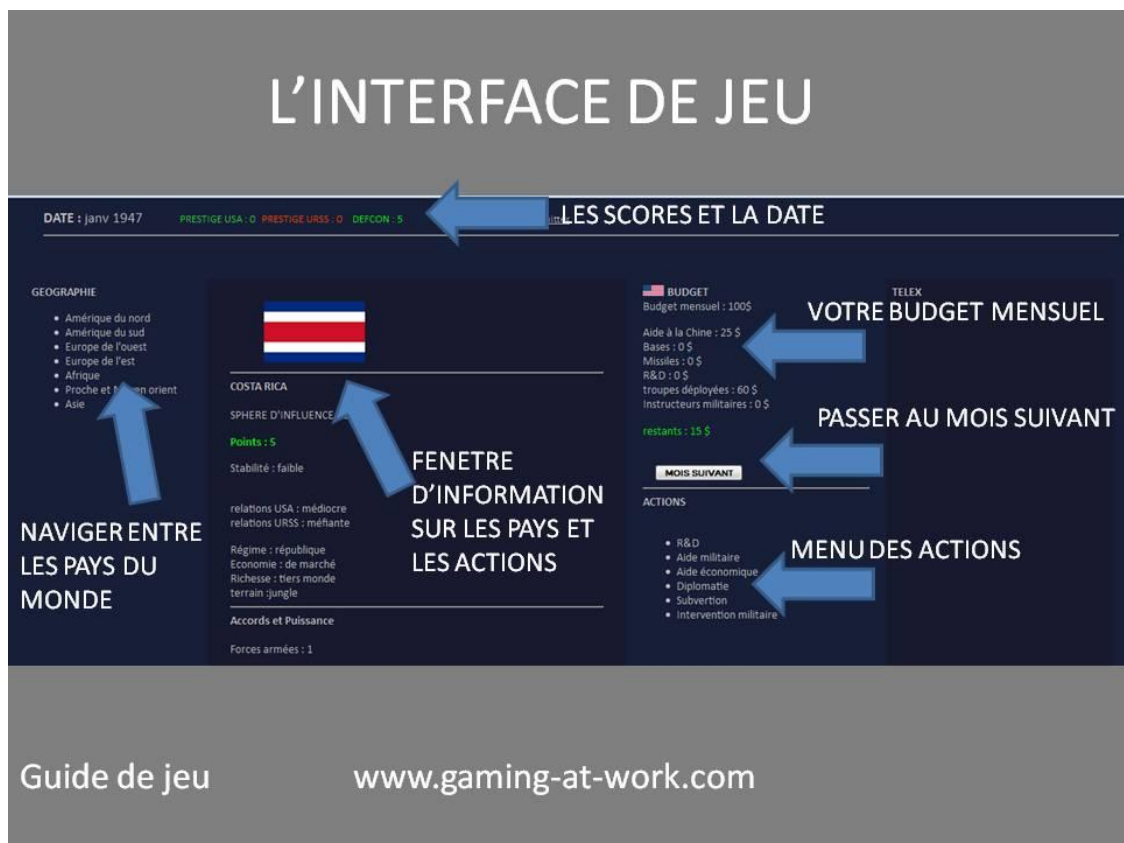 L'INTERFACE DE JEU
DATE : janv 1947
PRESTIGE USA : 0 PRESTIGE URSS : 0 DEFCON : 5
LES SCORES ET LA DATE
GEOGRAPHIE
Amérique du nord
Amérique du sud
Europe de l'ouest
Europe de l'est
Afrique
Proche et orient
Asie
NAVIGER ENTRE
LES PAYS DU
MONDE
COSTA RICA
SPHERE D'INFLUENCE
Points : 5
Stabilité : faible
relations USA : médiocre
relations URSS : méfiante
Régime : république
Economie : de marché
Richesse : tiers monde
terrain :jungle
Accords et Puissance
Forces armées : 1
FENETRE
D'INFORMATION
SUR LES PAYS ET
LES ACTIONS
BUDGET
Budget mensuel : 100$
Aide à la Chine : 25 $
Bases : 0 $
Missiles : 0 $
R&D : 0 $
troupes déployées : 60 $
Instructeurs militaires : 0 $
restants : 15 $
MOIS SUIVANT
ACTIONS
R&D
Aide militaire
Aide économique
Diplomatie
Subvertion
Intervention militaire
TELEX
VOTRE BUDGET MENSUEL
PASSER AU MOIS SUIVANT
MENU DES ACTIONS
Guide de jeu
www.gaming-at-work.com